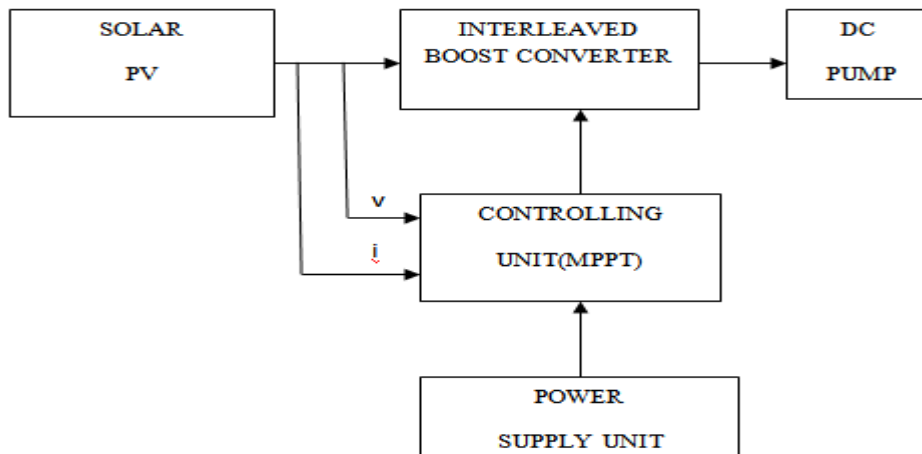 SOLAR
PV
INTERLEAVED
BOOST CONVERTER
DC
PUMP
v
i
CONTROLLING
UNIT(MPPT)
POWER
SUPPLY UNIT